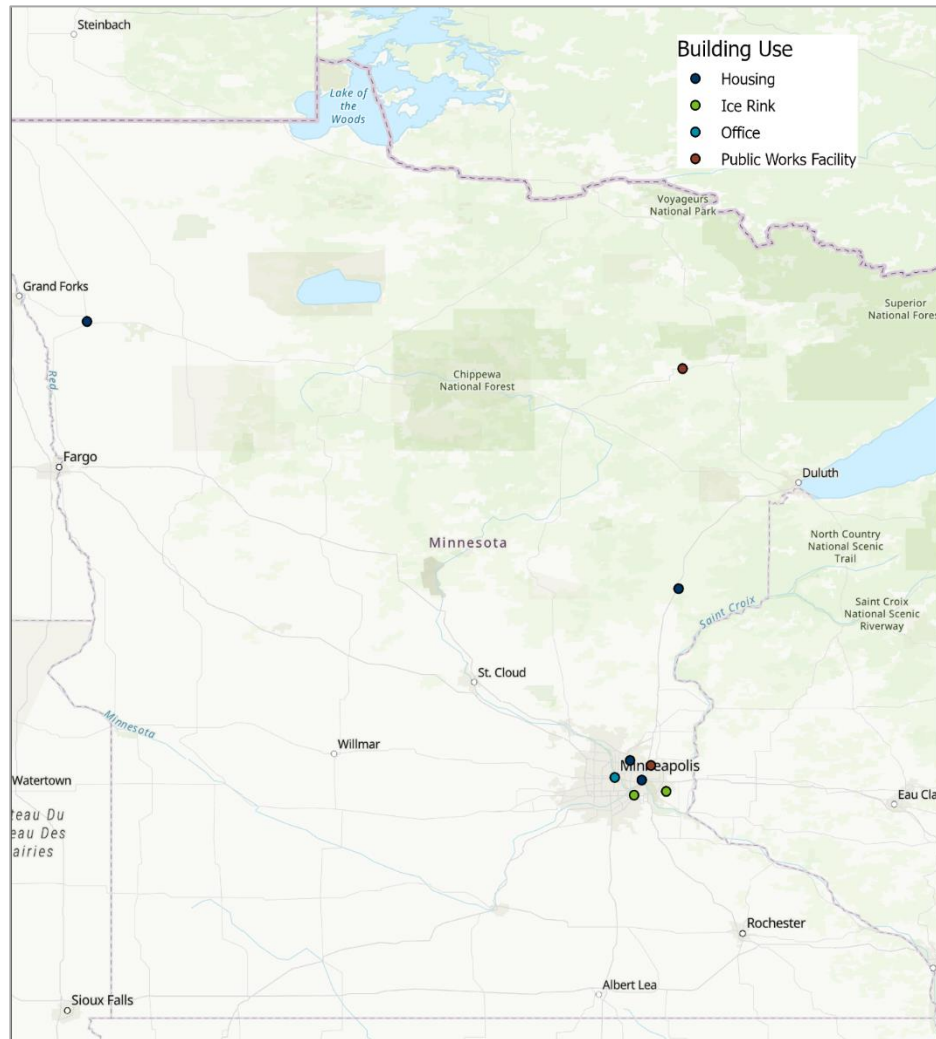 Steinbach
Building Use
Housing
Ice Rink
Office
Public Works Facility
Lake of
the
Woods
Voyageurs
National Park
Grand Forks
Superior
National Fores
Chippewa
National Forest
Red
Fargo
Duluth
Minnesota
North Country
National Scenic
Trail
Saint Croix
Saint Croix
National Scenic
Riverway
St. Cloud
Minnesota
Willmar
Minneapolis
Watertown
Eau Cla
teau Du
eau Des
airies
Rochester
Albert Lea
Sioux Falls